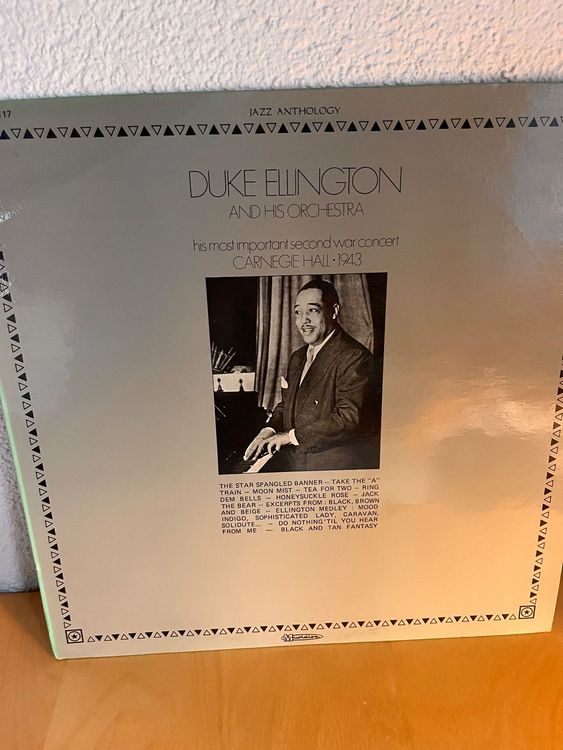 117
JAZZ ANTHOLOGY
DUKE ELLINGTON
AND HIS ORCHESTRA
his most important second war concert
CARNEGIE HALL • 1943
THE STAR SPANGLED BANNER – TAKE THE "A"
TRAIN – MOON MIST – TEA FOR TWO – RING
DEM BELLS – HONEYSUCKLE ROSE – JACK
THE BEAR – EXCERPTS FROM : BLACK, BROWN
AND BEIGE – ELLINGTON MEDLEY : MOOD
INDIGO, SOPHISTICATED LADY, CARAVAN,
SOLIDUTE... – DO NOTHING 'TIL YOU HEAR
FROM ME — BLACK AND TAN FANTASY
Musidisc